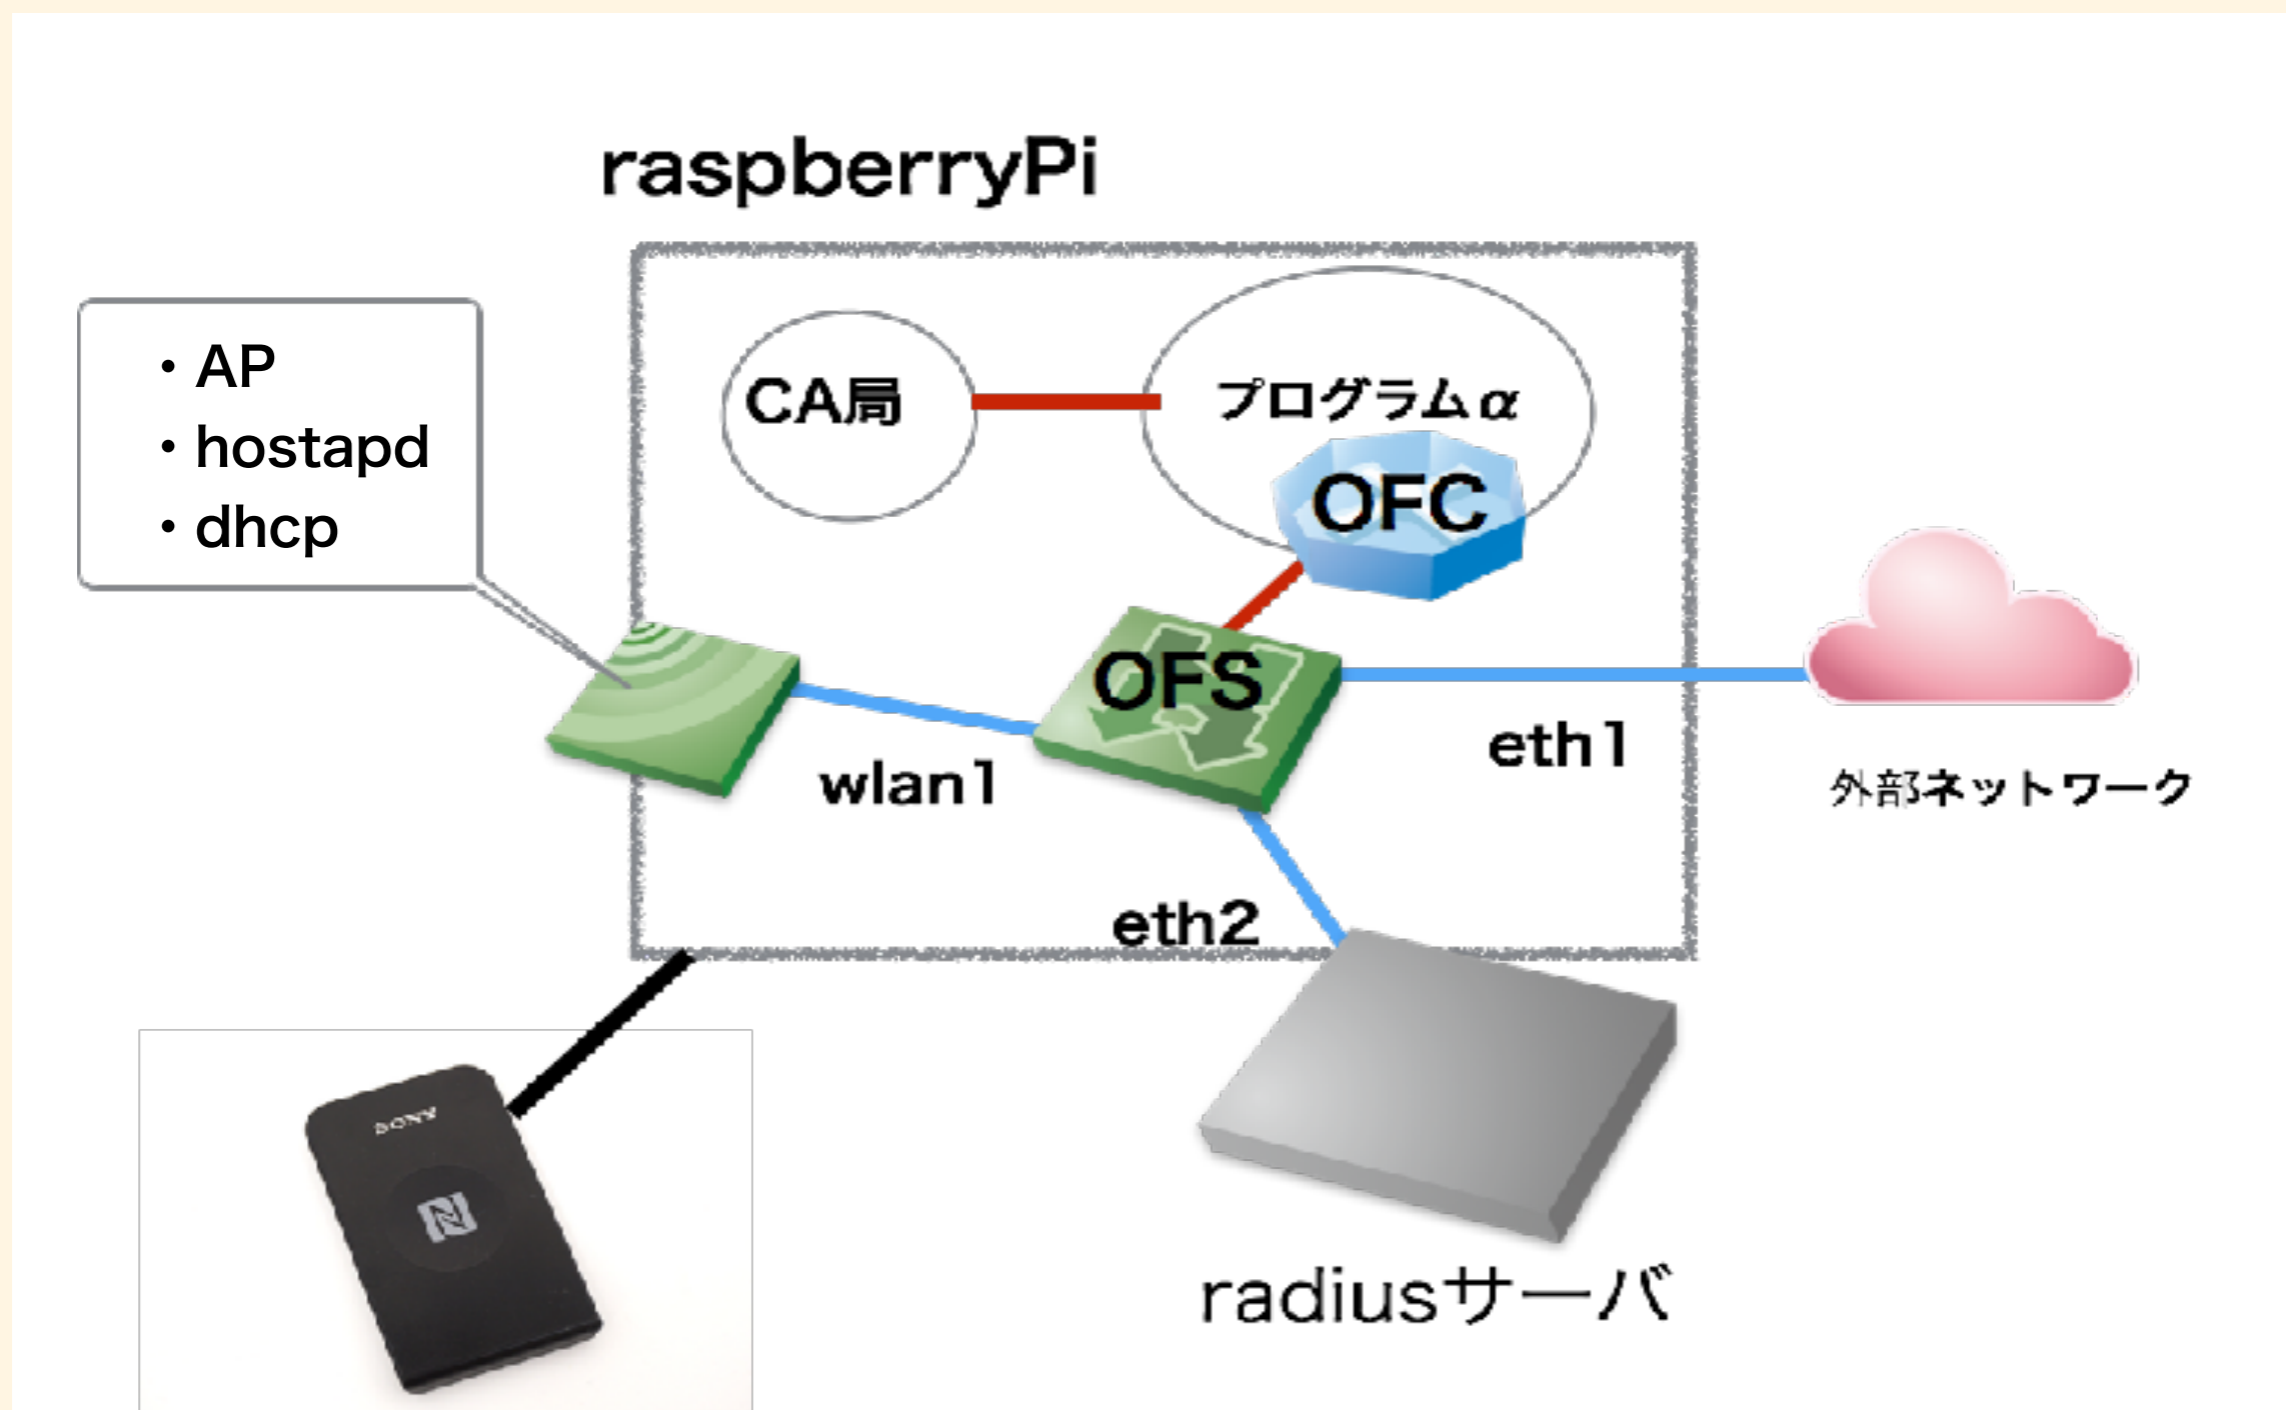 raspberryPi
・AP
・hostapd
・dhcp
CA局
プログラムα
OFC
OFS
wlan1
eth1
外部ネットワーク
eth2
SONY
radiusサーバ